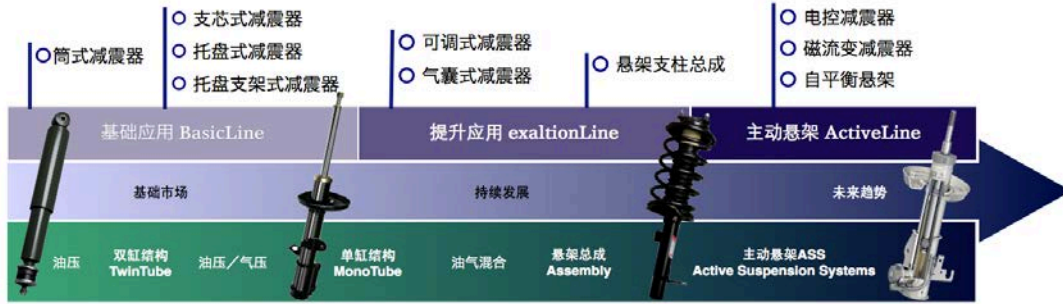 筒式减震器
支芯式减震器
托盘式减震器
托盘支架式减震器
可调式减震器
气囊式减震器
悬架支柱总成
电控减震器
磁流变减震器
自平衡悬架
基础应用 BasicLine
提升应用 exaltionLine
主动悬架 ActiveLine
基础市场
持续发展
未来趋势
油压
双缸结构
TwinTube
油压／气压
单缸结构
MonoTube
油气混合
悬架总成
Assembly
主动悬架ASS
Active Suspension Systems